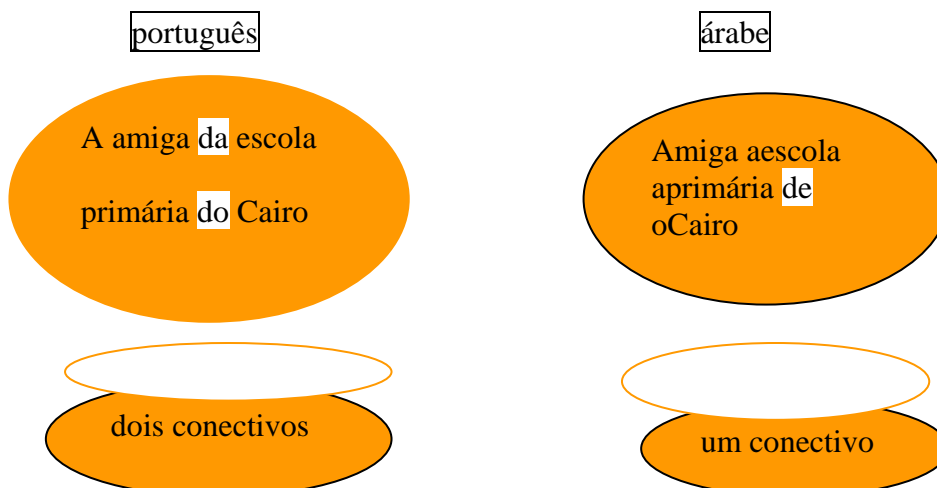 português
árabe
A amiga da escola
primária do Cairo
Amiga aescola
aprimária de
oCairo
dois conectivos
um conectivo